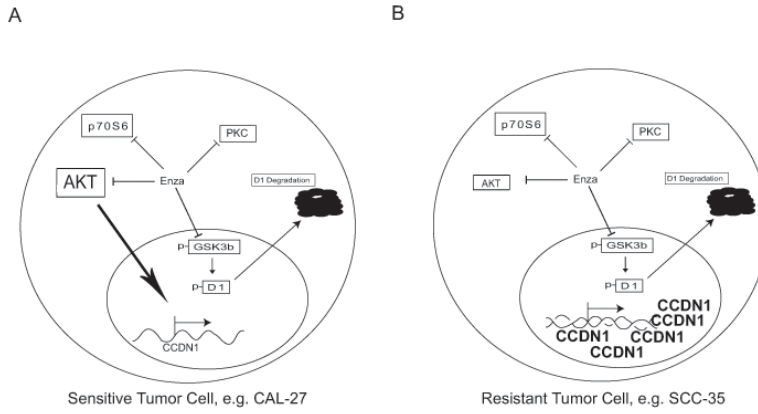 A
p70S6
PKC
Enza
AKT
D1 Degradation
p- GSK3b
p- D1
CCDN1
Sensitive Tumor Cell, e.g. CAL-27
B
p70S6
PKC
Enza
AKT
D1 Degradation
p- GSK3b
p- D1
CCDN1
CCDN1
CCDN1
CCDN1
CCDN1
Resistant Tumor Cell, e.g. SCC-35